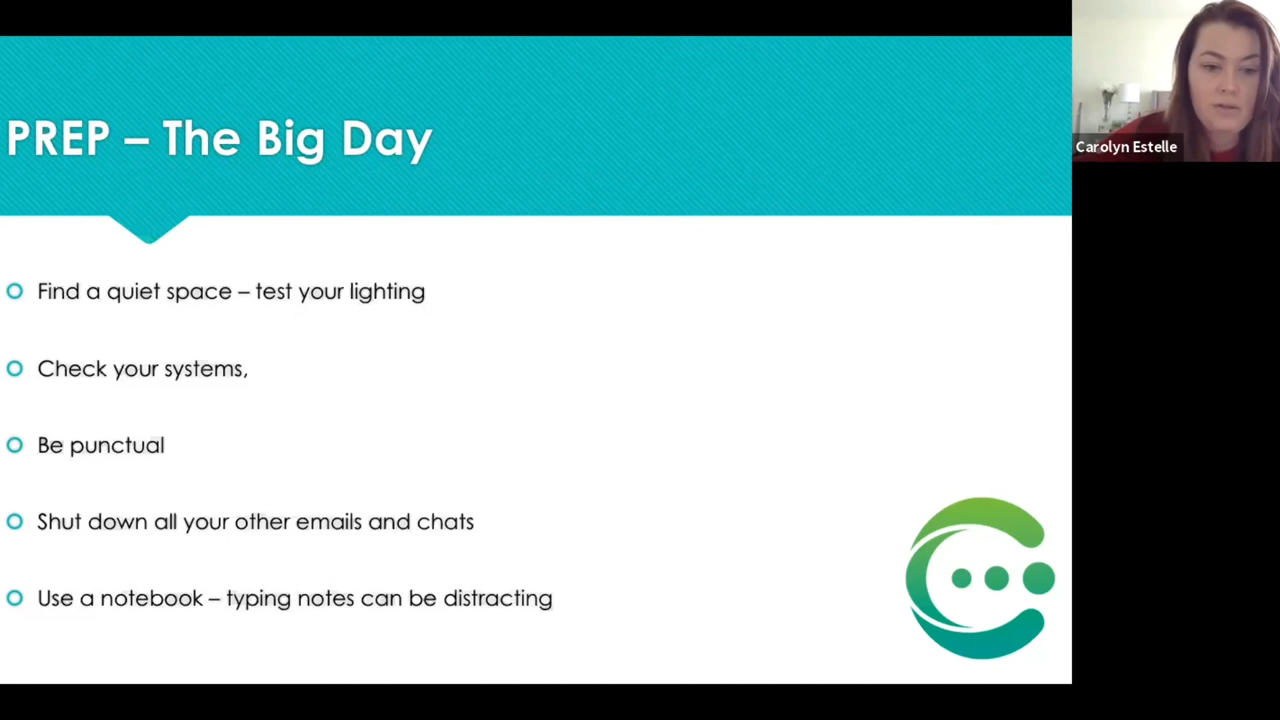 PREP – The Big Day
Find a quiet space – test your lighting
Check your systems,
Be punctual
Shut down all your other emails and chats
Use a notebook – typing notes can be distracting
Carolyn Estelle